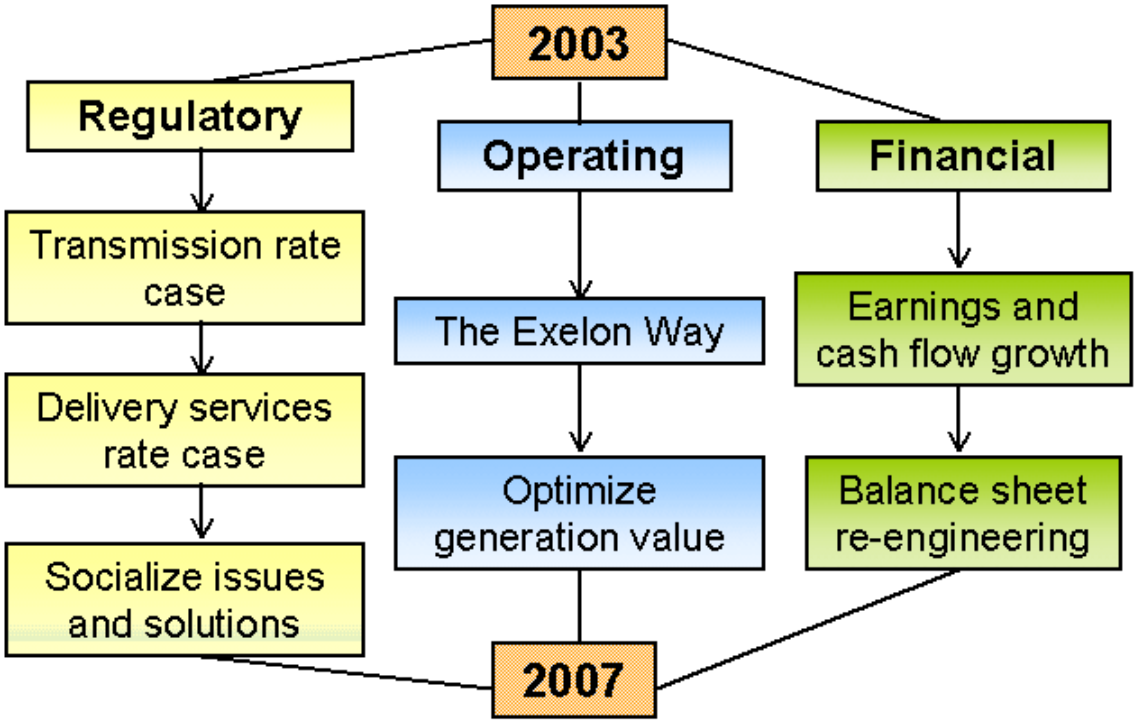 2003
Regulatory
Transmission rate
case
Delivery services
rate case
Socialize issues
and solutions
Operating
The Exelon Way
Optimize
generation value
Financial
Earnings and
cash flow growth
Balance sheet
re-engineering
2007